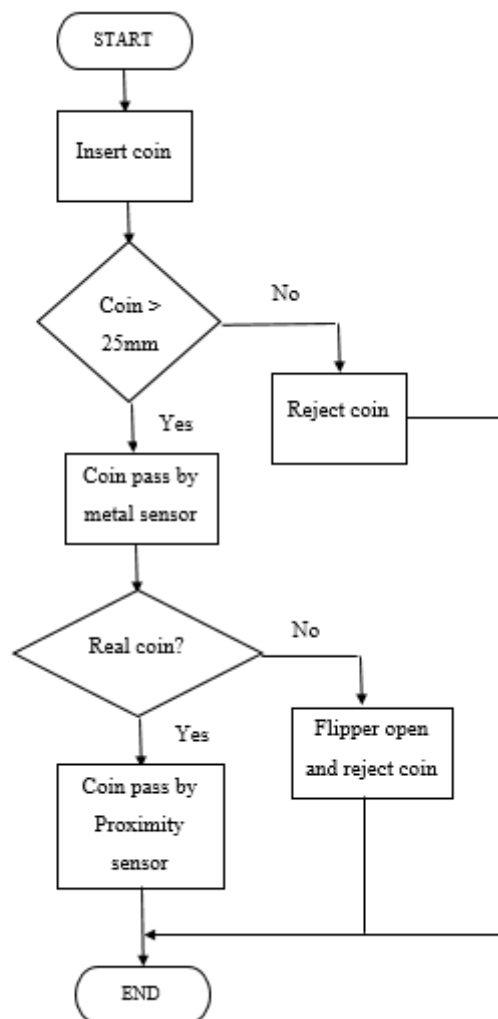 START
Insert coin
Coin >
25mm
No
Reject coin
Yes
Coin pass by
metal sensor
Real coin?
No
Flipper open
and reject coin
Yes
Coin pass by
Proximity
sensor
END